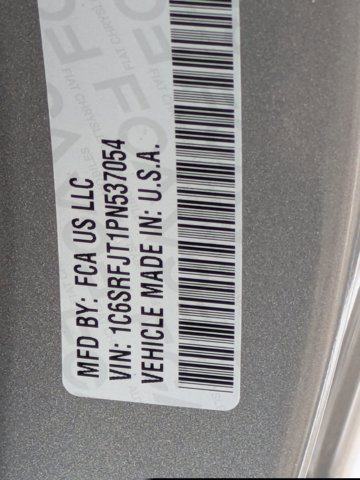 MFD BY: FCA US LLC
VIN: 1C6SRFJT1PN537054
VEHICLE MADE IN: U.S.A.